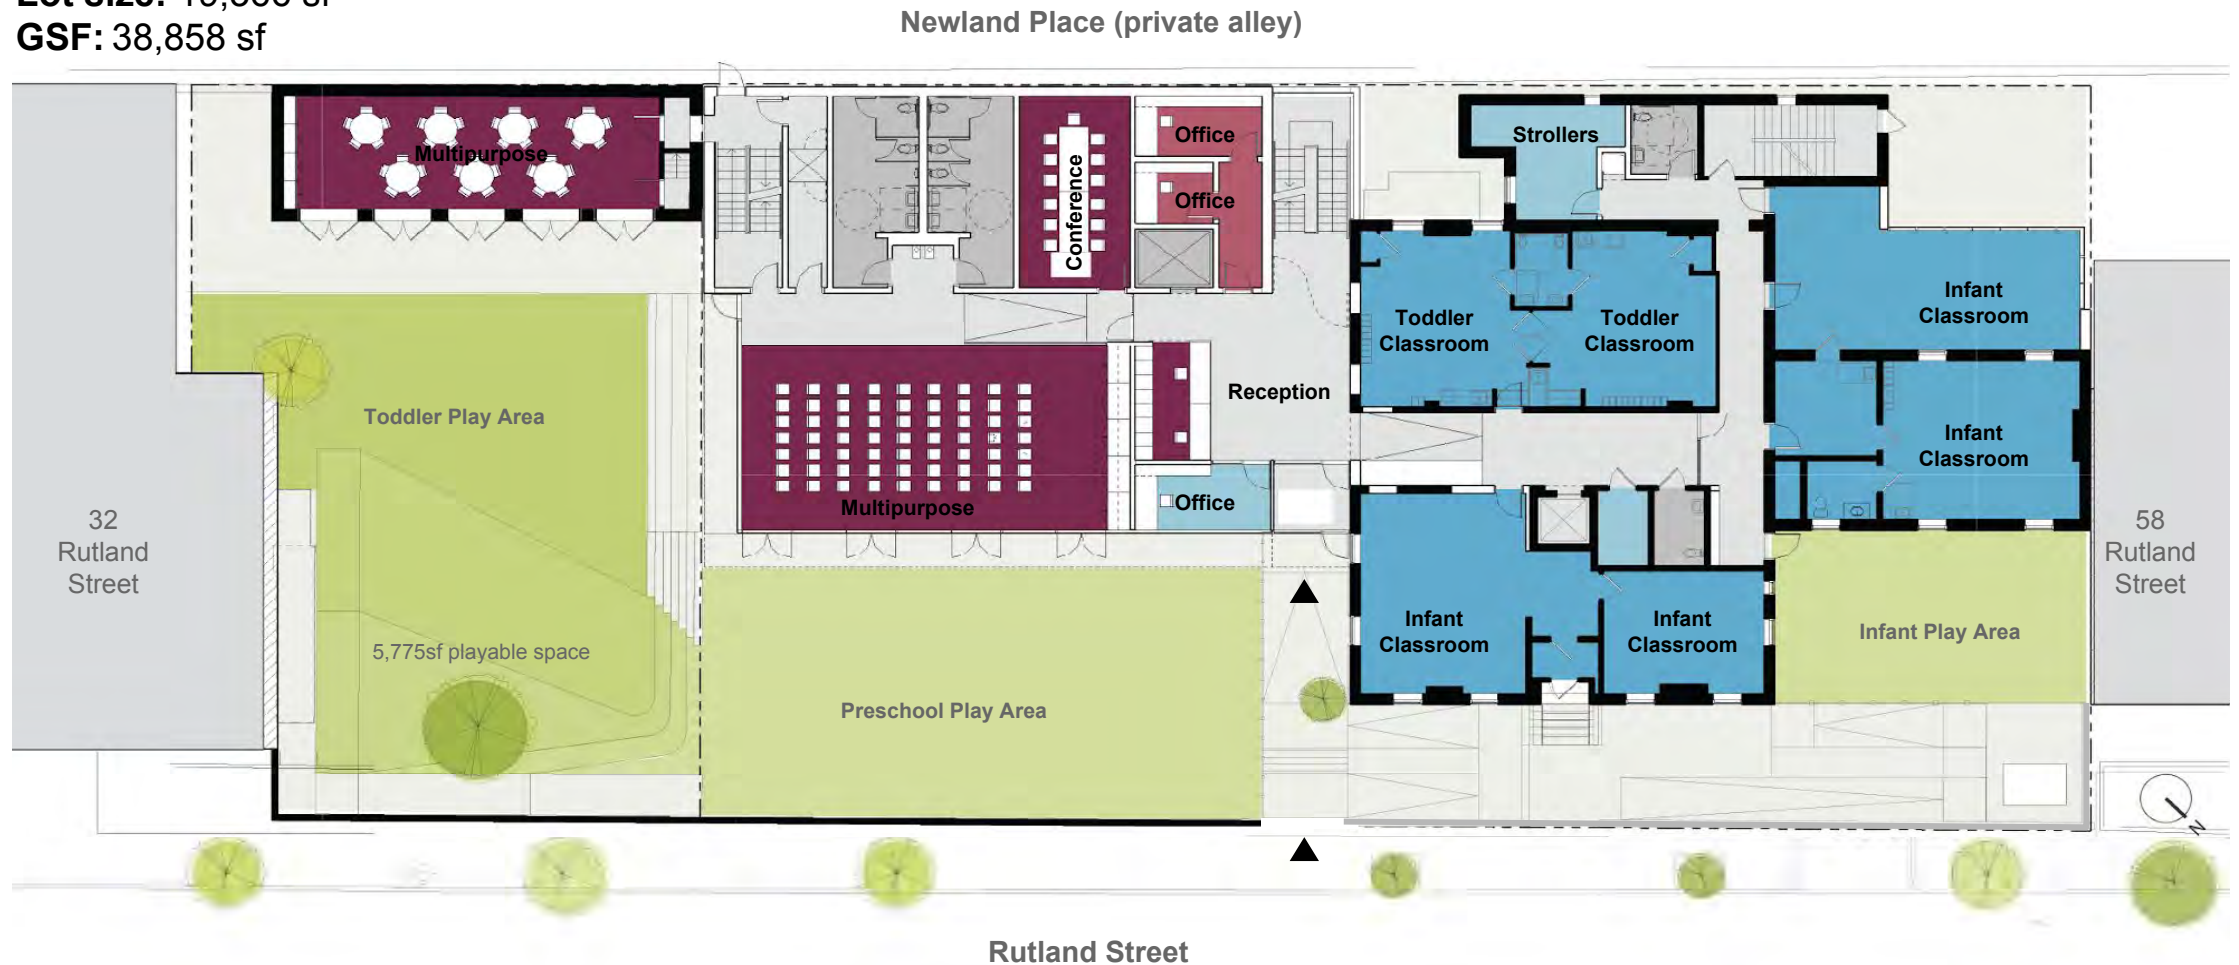 GSF: 38,858 sf
Newland Place (private alley)
Multipurpose
Conference
Office
Office
Strollers
Toddler
Classroom
Toddler
Classroom
Infant
Classroom
Reception
Toddler Play Area
Infant
Classroom
Multipurpose
Office
32
Rutland
Street
58
Rutland
Street
Infant
Classroom
Infant
Classroom
Infant Play Area
5,775sf playable space
Preschool Play Area
N
Rutland Street